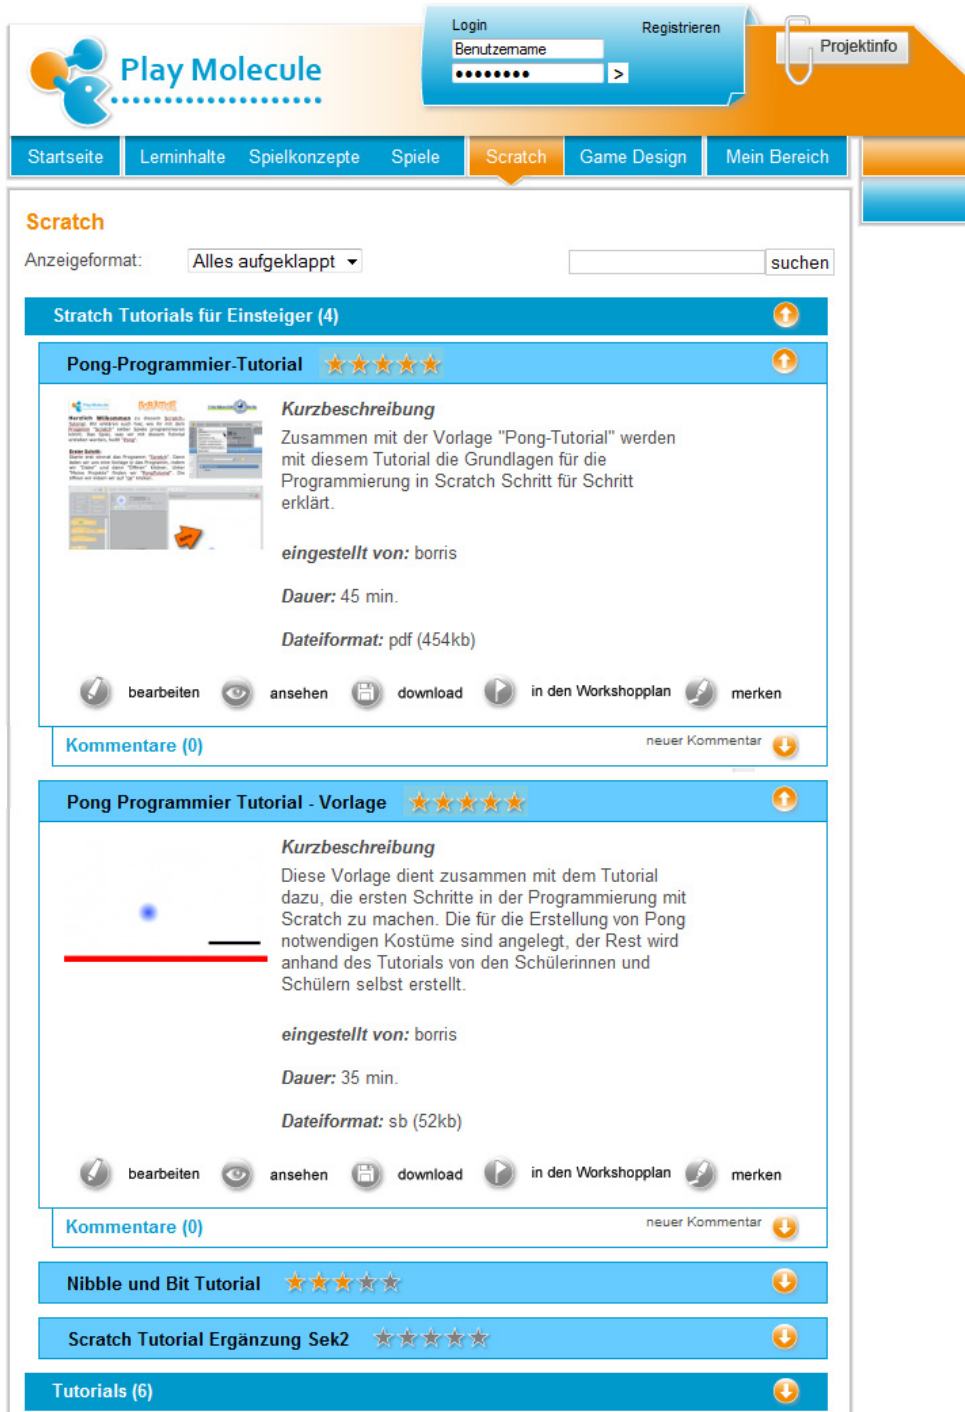 Login
Registrieren
Benutzername
>
Projektinfo
Play Molecule
Startseite
Lerninhalte
Spielkonzepte
Spiele
Scratch
Game Design
Mein Bereich
Scratch
Anzeigeformat:
Alles aufgeklappt
suchen
Stratch Tutorials für Einsteiger (4)
Pong-Programmier-Tutorial
Kurzbeschreibung
Zusammen mit der Vorlage "Pong-Tutorial" werden
mit diesem Tutorial die Grundlagen für die
Programmierung in Scratch Schritt für Schritt
erklärt.
eingestellt von: borris
Dauer: 45 min.
Dateiformat: pdf (454kb)
bearbeiten
ansehen
download
in den Workshopplan
merken
Kommentare (0)
neuer Kommentar
Pong Programmier Tutorial - Vorlage
Kurzbeschreibung
Diese Vorlage dient zusammen mit dem Tutorial
dazu, die ersten Schritte in der Programmierung mit
Scratch zu machen. Die für die Erstellung von Pong
notwendigen Kostüme sind angelegt, der Rest wird
anhand des Tutorials von den Schülerinnen und
Schülern selbst erstellt.
eingestellt von: borris
Dauer: 35 min.
Dateiformat: sb (52kb)
bearbeiten
ansehen
download
in den Workshopplan
merken
Kommentare (0)
neuer Kommentar
Nibble und Bit Tutorial
Scratch Tutorial Ergänzung Sek2
Tutorials (6)